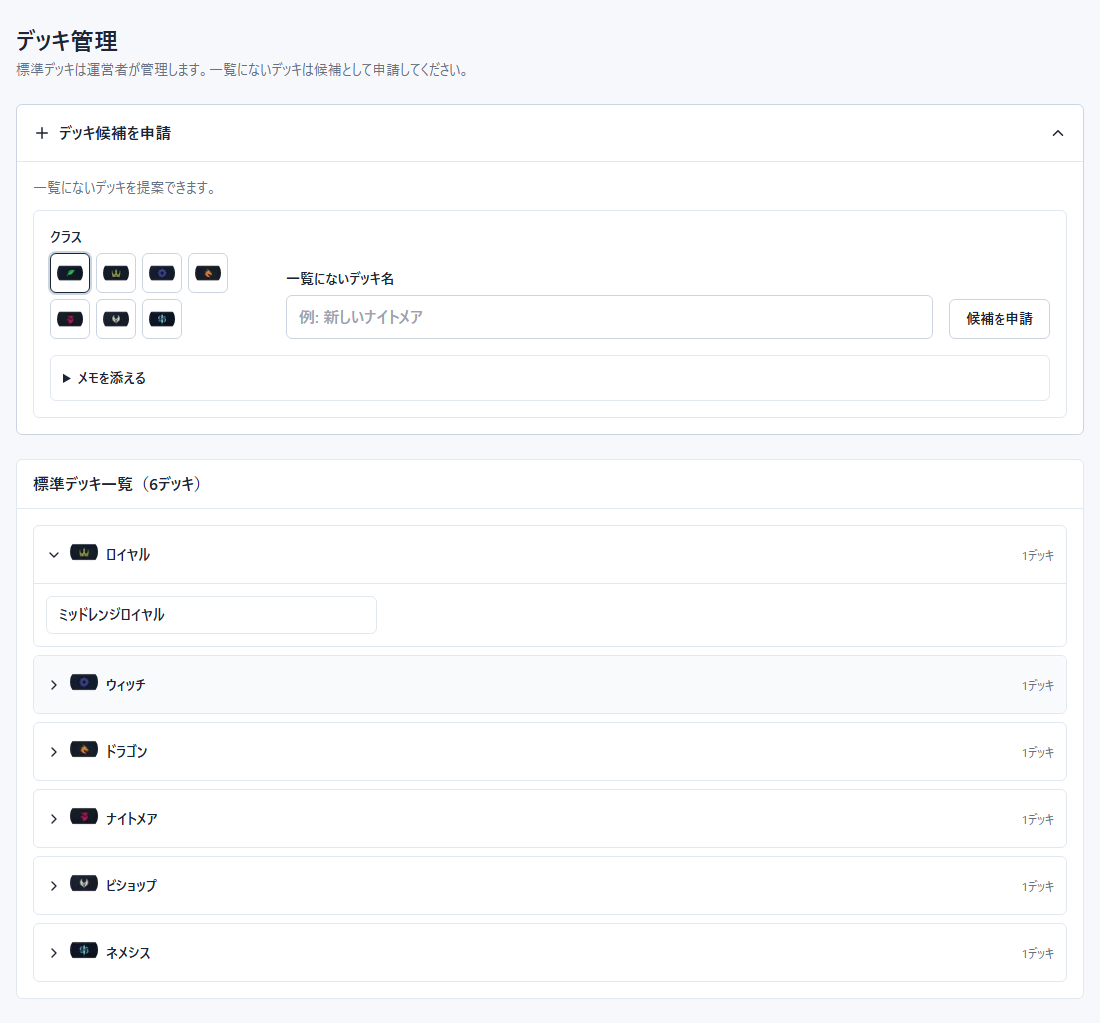 デッキ管理
標準デッキは運営者が管理します。一覧にないデッキは候補として申請してください。
デッキ候補を申請
一覧にないデッキを提案できます。
クラス
一覧にないデッキ名
例: 新しいナイトメア
候補を申請
メモを添える
標準デッキ一覧（6デッキ）
ロイヤル 1デッキ
ミッドレンジロイヤル
ウィッチ 1デッキ
ドラゴン 1デッキ
ナイトメア 1デッキ
ビショップ 1デッキ
ネメシス 1デッキ